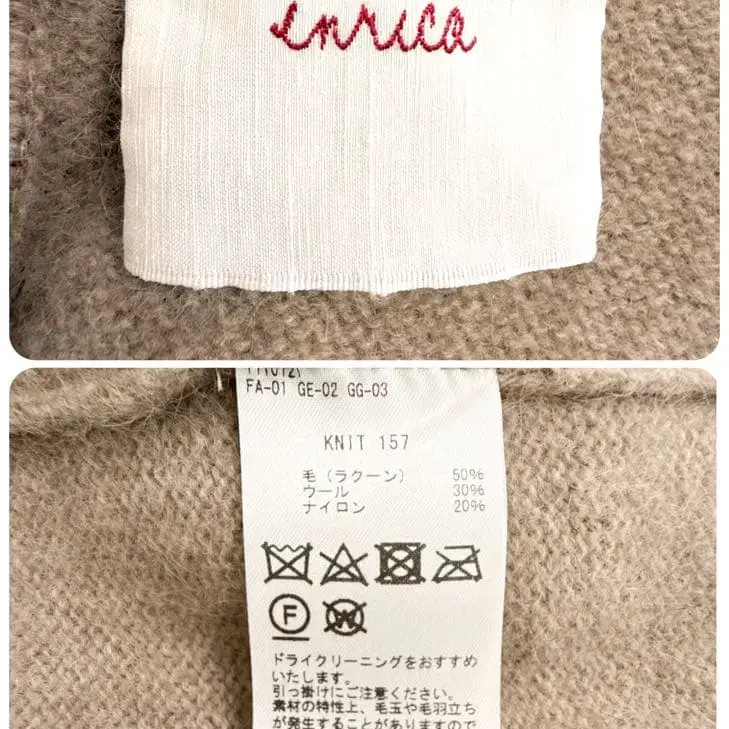 enrica
FA-01 GE-02 GG-03
KNIT 157
毛（ラクーン） 50%
ウール 30%
ナイロン 20%
F
W
ドライクリーニングをおすすめ
いたします。
引っ掛けにご注意ください。
素材の特性上、毛玉や毛羽立ち
が発生することがありますので